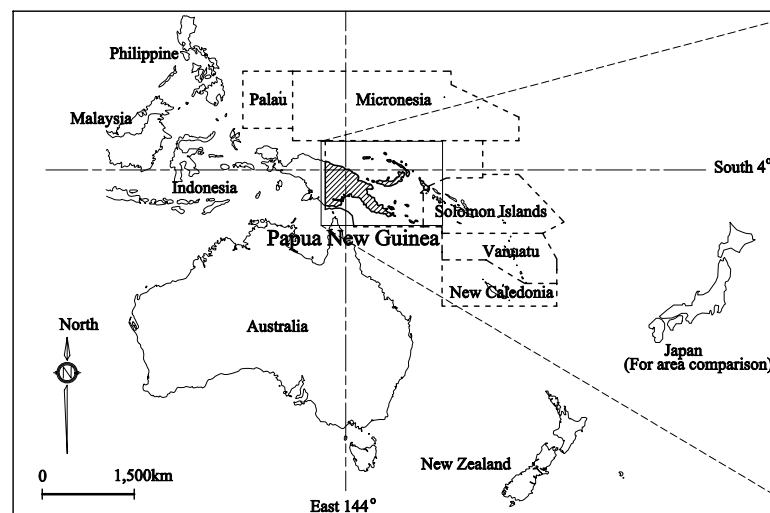 Philippine
Palau
Micronesia
Malaysia
South 4°
Indonesia
Solomon Islands
Papua New Guinea
Vanuatu
New Caledonia
North
Australia
N
Japan
(For area comparison)
New Zealand
0 1,500km
East 144°